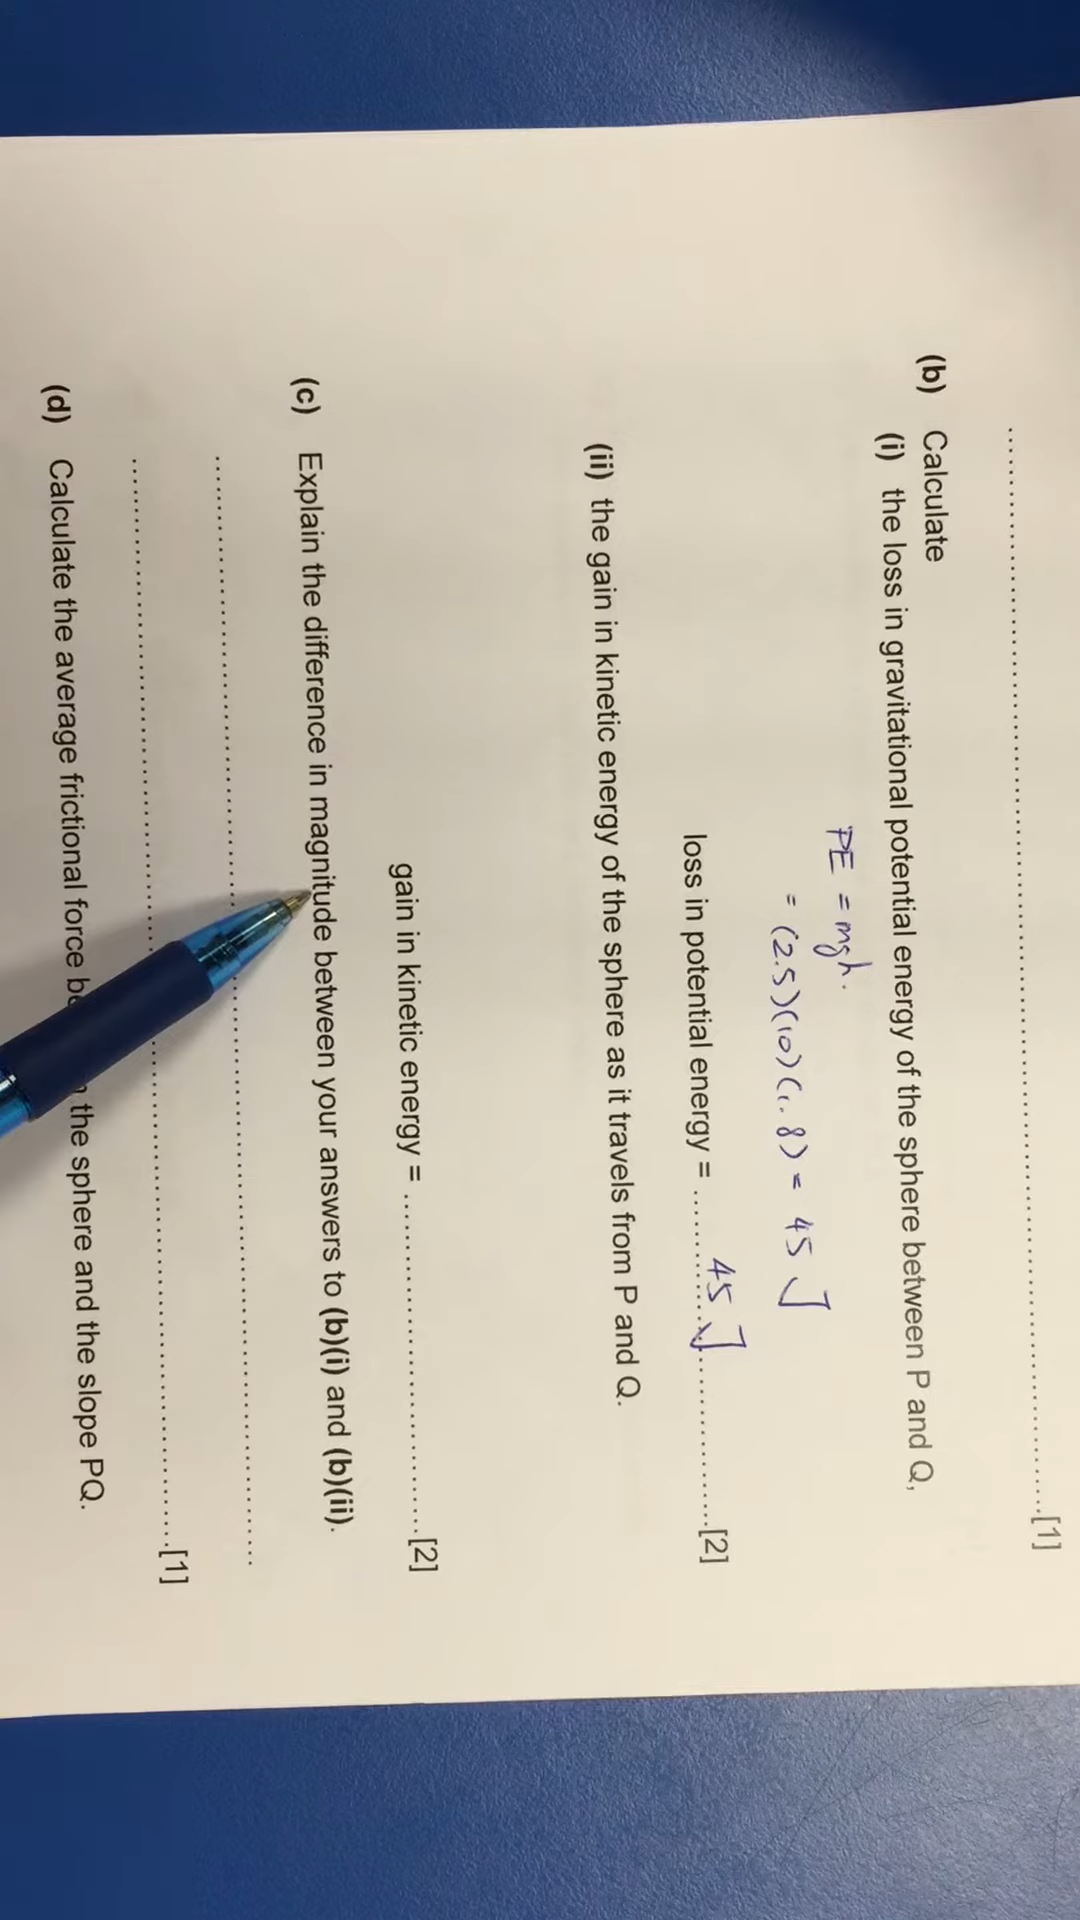 ...[1]
(b) Calculate
(i) the loss in gravitational potential energy of the sphere between P and Q,
PE = mgh.
= (2.5)(10)(1.8) = 45 J
loss in potential energy = ... 45 J ...[2]
(ii) the gain in kinetic energy of the sphere as it travels from P and Q.
gain in kinetic energy = ...[2]
(c) Explain the difference in magnitude between your answers to (b)(i) and (b)(ii).
...[1]
(d) Calculate the average frictional force the sphere and the slope PQ.